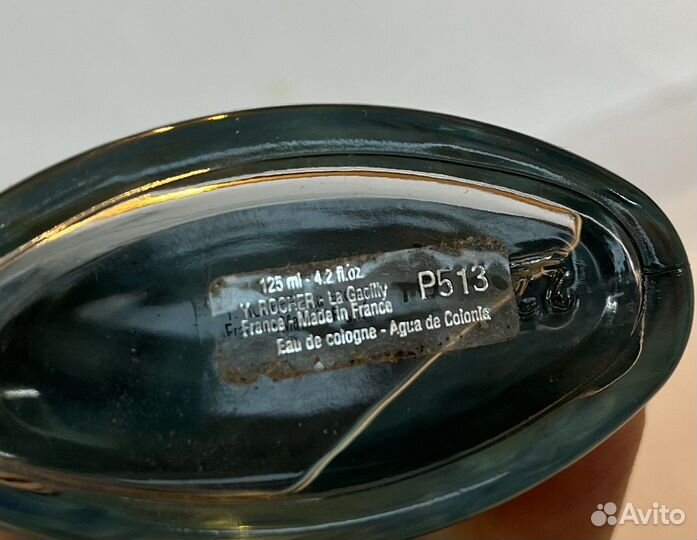 125 ml - 4.2 fl.oz
P513
Y. ROCHER - La Gacilly
France - Made in France
Eau de cologne - Agua de Colonia
Avito